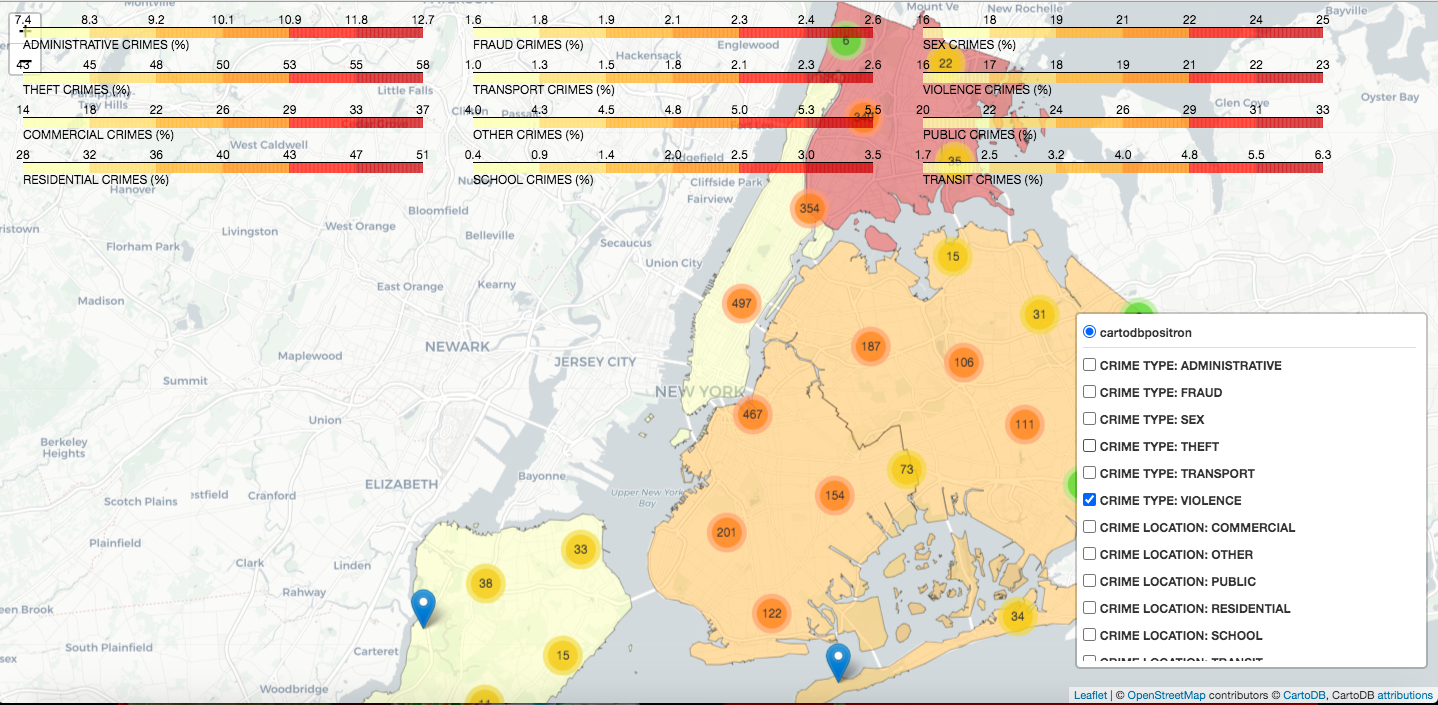 Montville
PATERSON
Mount Ve
New Rochelle
Bayville
7.4 8.3 9.2 10.1 10.9 11.8 12.7
ADMINISTRATIVE CRIMES (%)
1.6 1.8 1.9 2.1 2.3 2.4 2.6
FRAUD CRIMES (%)
16 18 19 21 22 24 25
SEX CRIMES (%)
6
Englewood
Hackensack
43 45 48 50 53 55 58
THEFT CRIMES (%)
1.0 1.3 1.5 1.8 2.1 2.3 2.6
TRANSPORT CRIMES (%)
16 17 18 19 21 22 23
VIOLENCE CRIMES (%)
22
Little Falls
Troy Hills
Glen Cove
Oyster Bay
14 18 22 26 29 33 37
COMMERCIAL CRIMES (%)
4.0 4.3 4.5 4.8 5.0 5.3 5.5
OTHER CRIMES (%)
20 22 24 26 29 31 33
PUBLIC CRIMES (%)
Cedar Grove
Fort Lee
West Caldwell
28 32 36 40 43 47 51
RESIDENTIAL CRIMES (%)
0.4 0.9 1.4 2.0 2.5 3.0 3.5
SCHOOL CRIMES (%)
1.7 2.5 3.2 4.0 4.8 5.5 6.3
TRANSIT CRIMES (%)
35
Cliffside Park
Hanover
Fairview
354
Bloomfield
West Orange
ristown
Livingston
Belleville
Secaucus
Florham Park
Union City
15
East Orange
Kearny
Madison
497
31
NEWARK
187
Maplewood
JERSEY CITY
106
Summit
NEW YORK
467
Union
111
Berkeley
Heights
73
ELIZABETH
Bayonne
Scotch Plains
estfield
Cranford
Upper New York
Bay
154
201
Plainfield
33
Clark
Linden
38
Rahway
een Brook
122
34
South Plainfield
Carteret
15
sex
Woodbridge
11
cartodbpositron
CRIME TYPE: ADMINISTRATIVE
CRIME TYPE: FRAUD
CRIME TYPE: SEX
CRIME TYPE: THEFT
CRIME TYPE: TRANSPORT
CRIME TYPE: VIOLENCE
CRIME LOCATION: COMMERCIAL
CRIME LOCATION: OTHER
CRIME LOCATION: PUBLIC
CRIME LOCATION: RESIDENTIAL
CRIME LOCATION: SCHOOL
CRIME LOCATION: TRANSIT
Leaflet | © OpenStreetMap contributors © CartoDB, CartoDB attributions